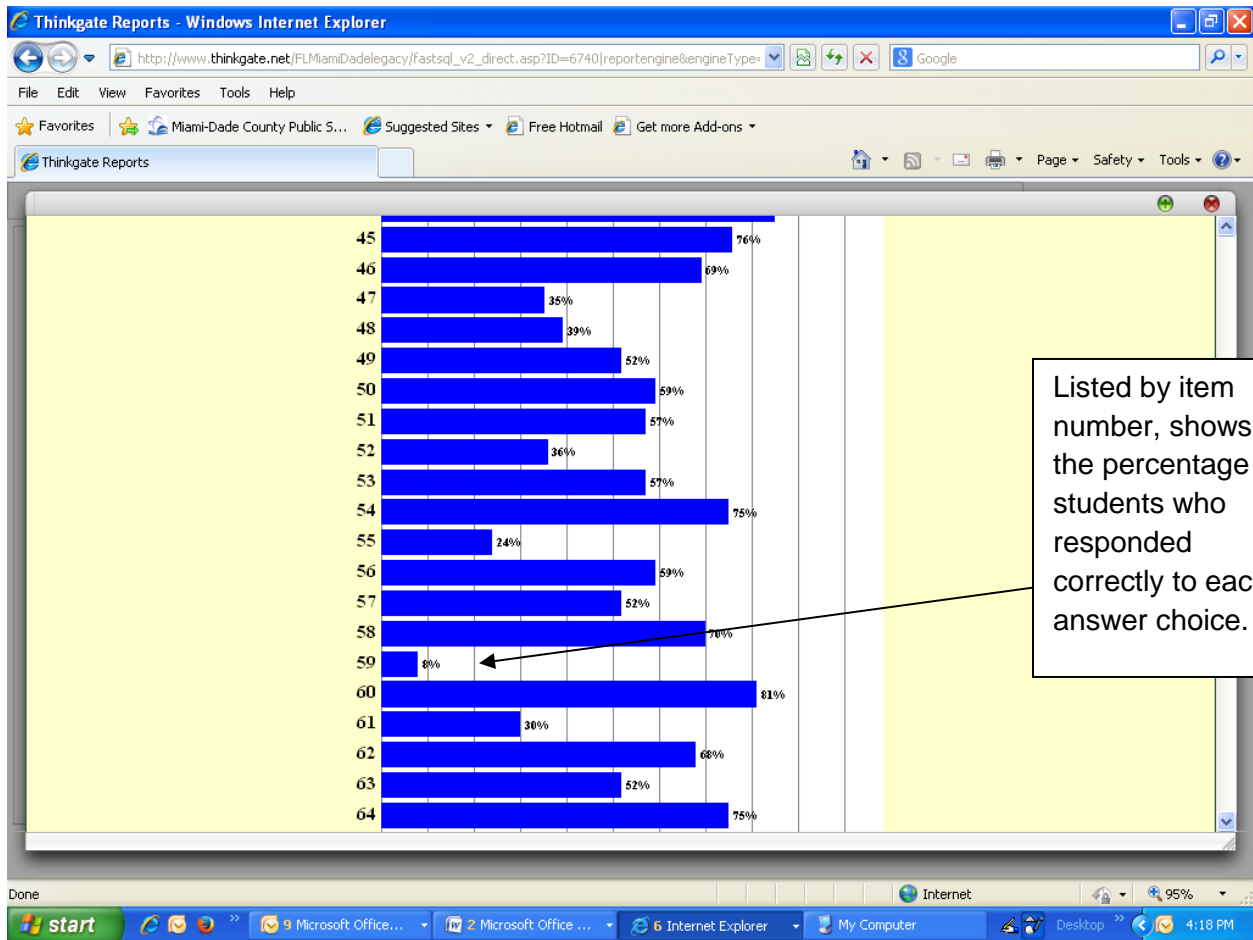 Thinkgate Reports - Windows Internet Explorer
http://www.thinkgate.net/FLMiamiDadelegacy/fastsql_v2_direct.asp?ID=6740|reportengine&engineType=
Google
File Edit View Favorites Tools Help
Favorites Miami-Dade County Public S... Suggested Sites Free Hotmail Get more Add-ons
Thinkgate Reports Page Safety Tools
45 76%
46 69%
47 35%
48 39%
49 52%
50 59%
51 57%
52 36%
53 57%
54 75%
55 24%
56 59%
57 52%
58 70%
59 8%
60 81%
61 30%
62 68%
63 52%
64 75%
Listed by item
number, shows
the percentage
students who
responded
correctly to eac
answer choice.
Done Internet 95%
start 9 Microsoft Office... 2 Microsoft Office ... 6 Internet Explorer My Computer Desktop 4:18 PM